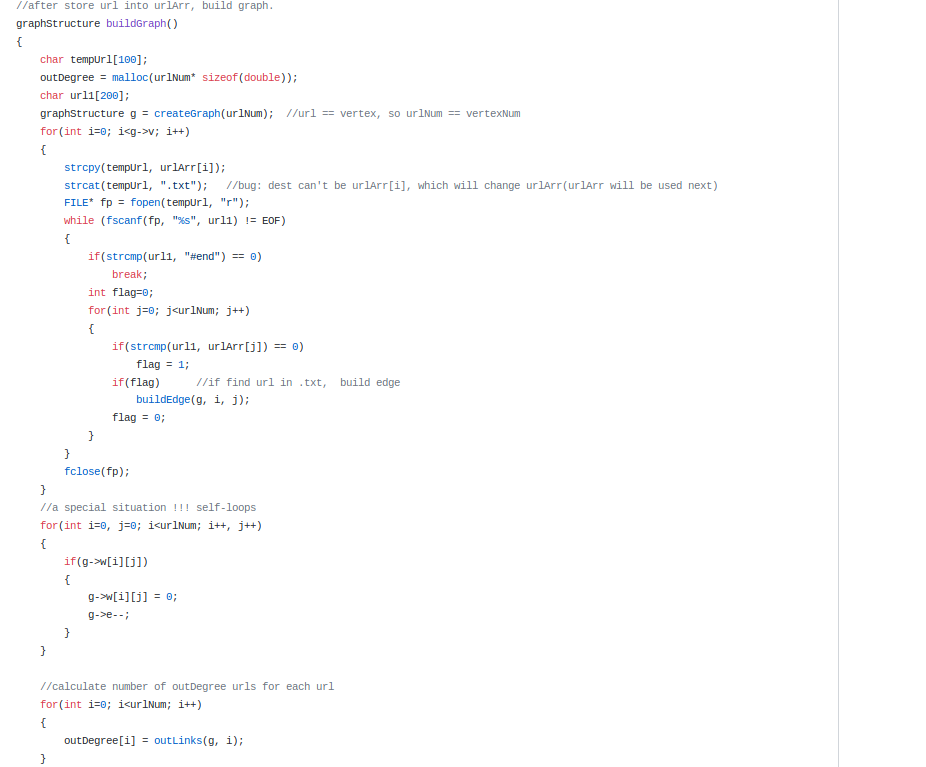 //after store url into urlArr, build graph.
graphStructure buildGraph()
{
    char tempUrl[100];
    outDegree = malloc(urlNum* sizeof(double));
    char url1[200];
    graphStructure g = createGraph(urlNum);  //url == vertex, so urlNum == vertexNum
    for(int i=0; i<g->v; i++)
    {
        strcpy(tempUrl, urlArr[i]);
        strcat(tempUrl, ".txt");   //bug: dest can't be urlArr[i], which will change urlArr(urlArr will be used next)
        FILE* fp = fopen(tempUrl, "r");
        while (fscanf(fp, "%s", url1) != EOF)
        {
            if(strcmp(url1, "#end") == 0)
                break;
            int flag=0;
            for(int j=0; j<urlNum; j++)
            {
                if(strcmp(url1, urlArr[j]) == 0)
                    flag = 1;
                if(flag)      //if find url in .txt,  build edge
                    buildEdge(g, i, j);
                flag = 0;
            }
        }
        fclose(fp);
    }
    //a special situation !!! self-loops
    for(int i=0, j=0; i<urlNum; i++, j++)
    {
        if(g->w[i][j])
        {
            g->w[i][j] = 0;
            g->e--;
        }
    }

    //calculate number of outDegree urls for each url
    for(int i=0; i<urlNum; i++)
    {
        outDegree[i] = outLinks(g, i);
    }